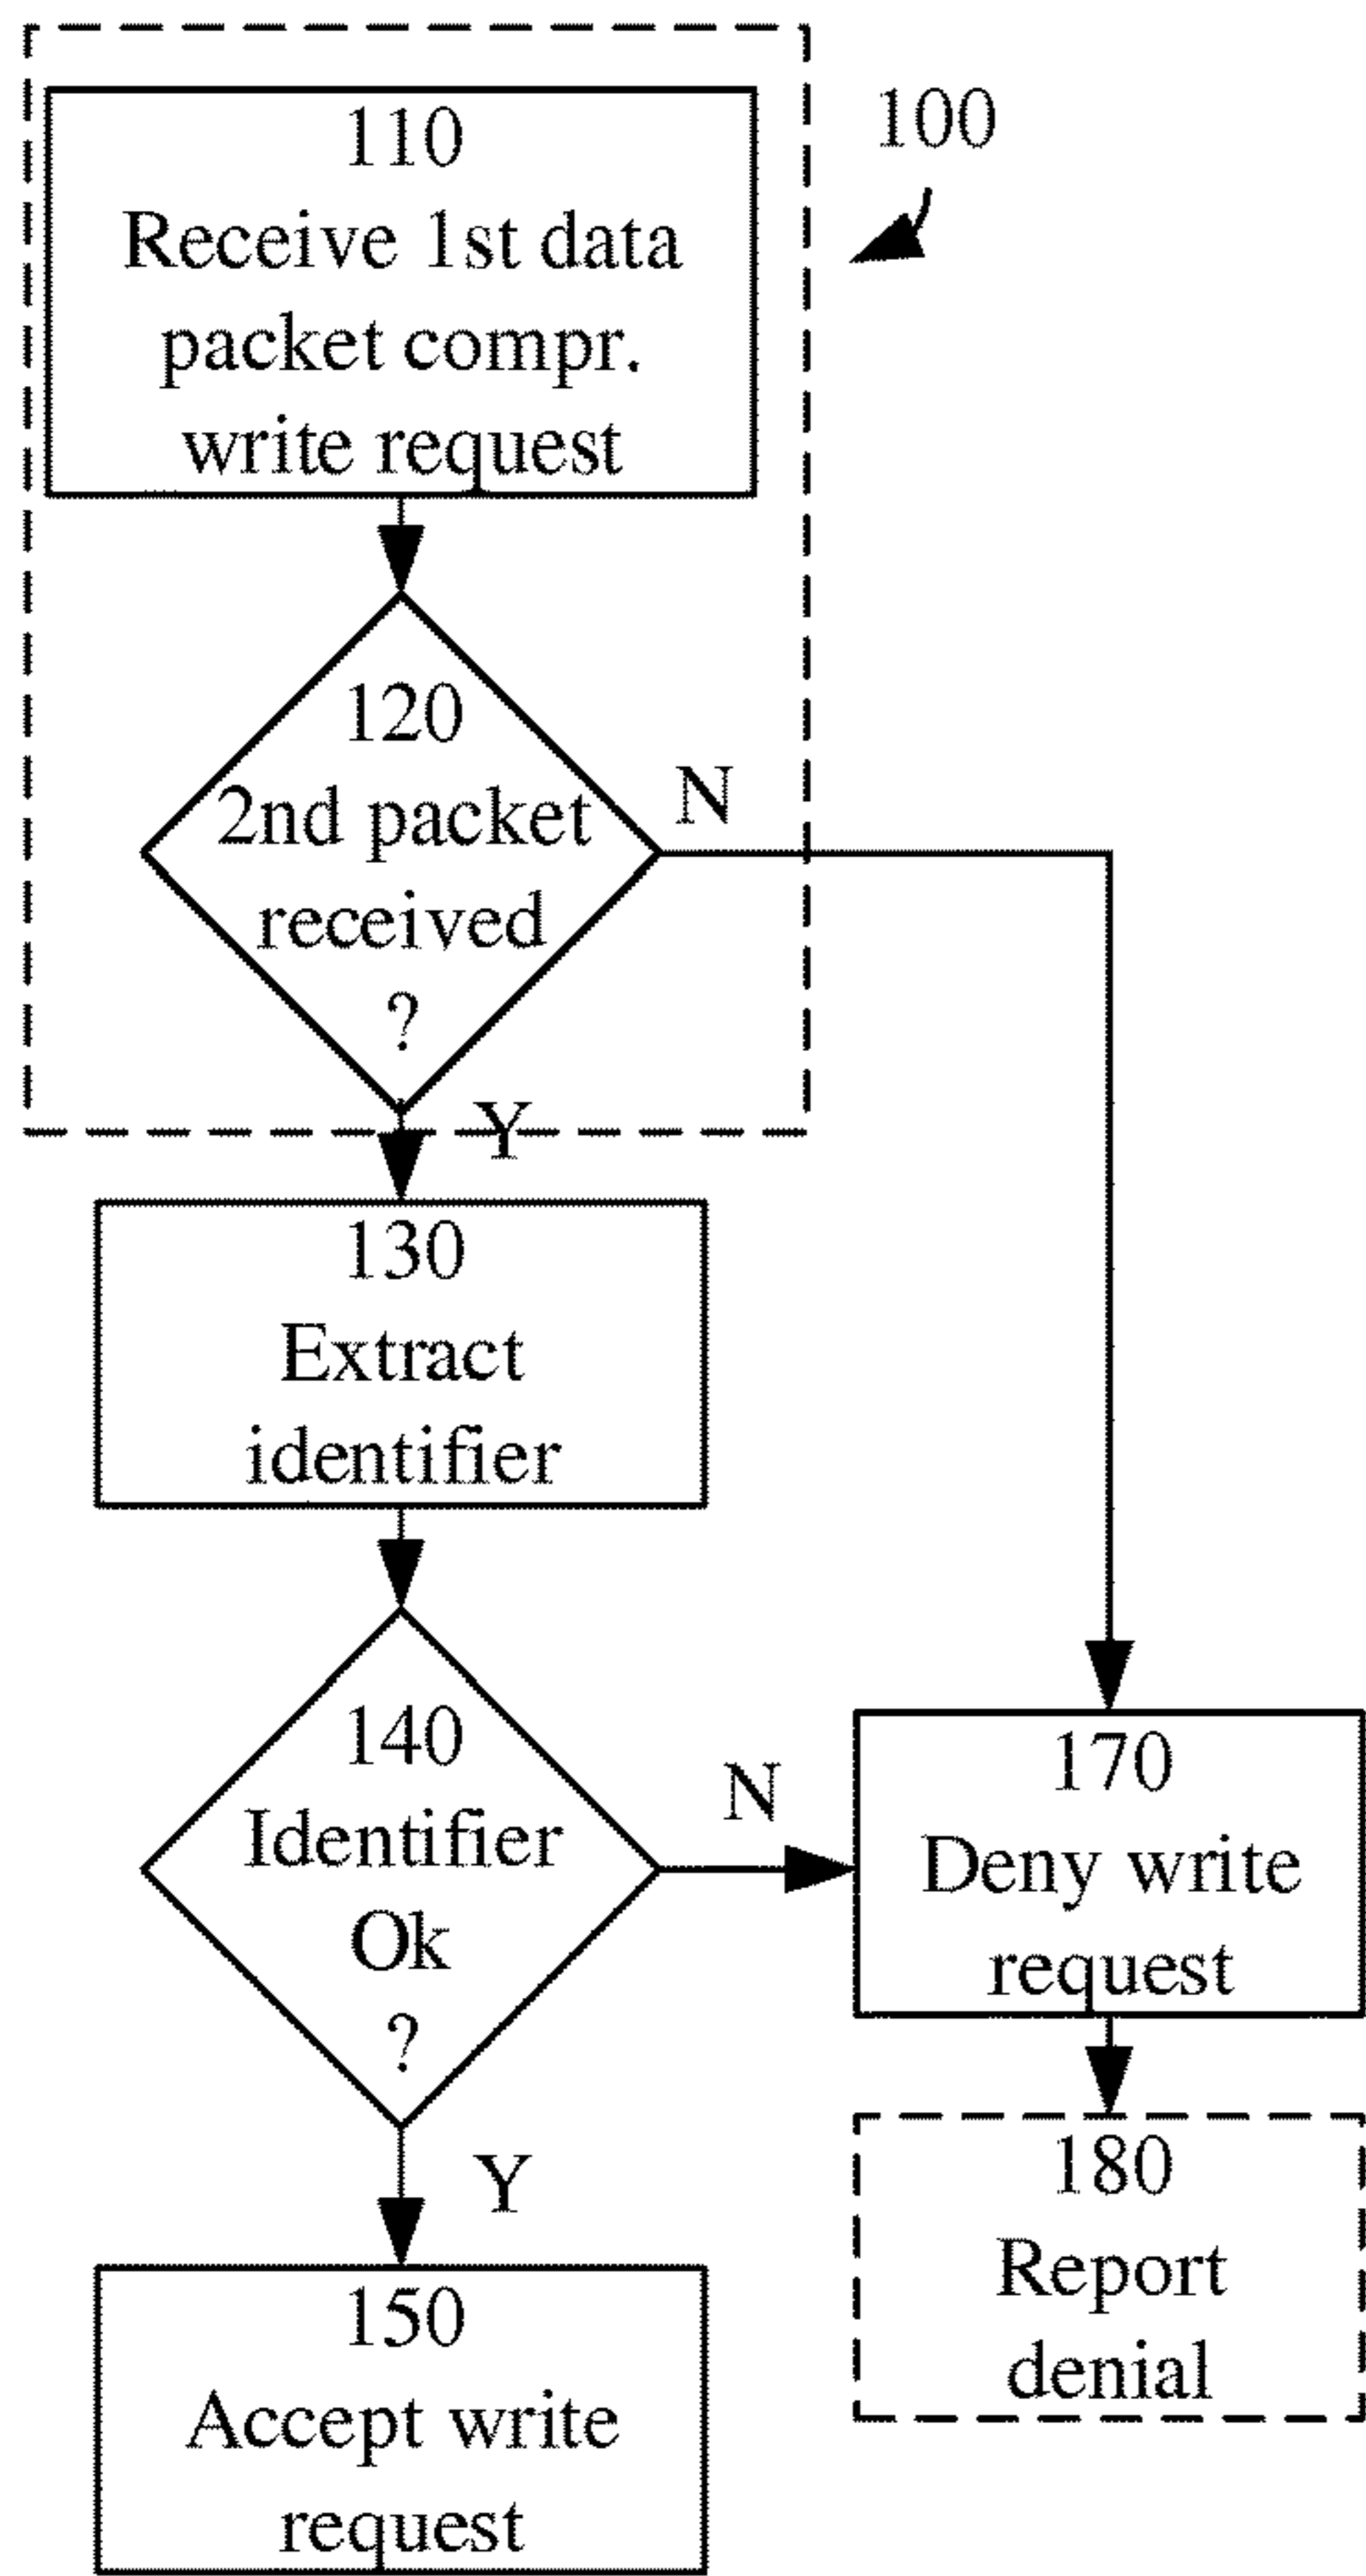 100
110
Receive 1st data
packet compr.
write request
120
2nd packet
received
?
N
Y
130
Extract
identifier
140
Identifier
Ok
?
N
Y
150
Accept write
request
170
Deny write
request
180
Report
denial